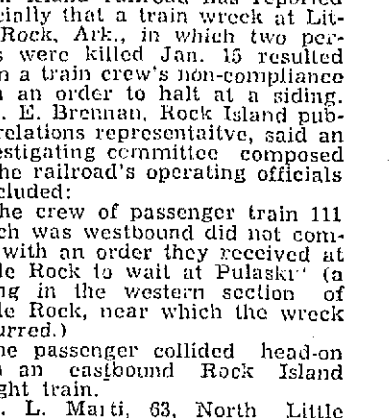 Island railroad has reported
cially that a train wreck at Lit-
Rock, Ark., in which two per-
s were killed Jan. 15 resulted
n a train crew's non-compliance
an order to halt at a siding.
. E. Brennan, Rock Island pub-
relations representaitve, said an
estigating committee composed
he railroad's operating officials
cluded:
he crew of passenger train 111
ch was westbound did not com-
with an order they received at
le Rock to wait at Pulaski" (a
ng in the western section of
le Rock, near which the wreck
urred.)
he passenger collided head-on
an eastbound Rock Island
ght train.
. L. Marti, 63, North Little